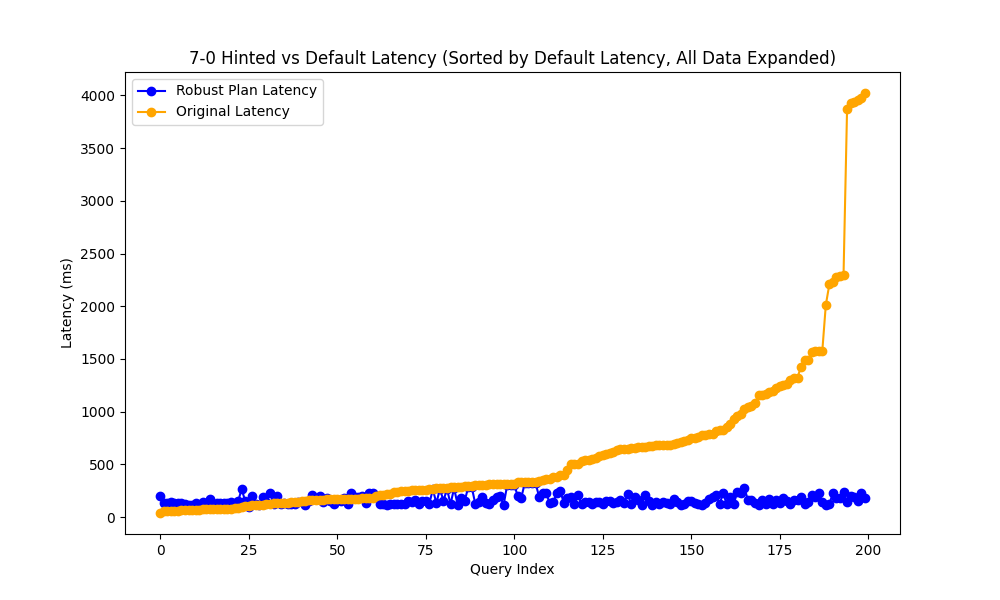 7-0 Hinted vs Default Latency (Sorted by Default Latency, All Data Expanded)
Robust Plan Latency
Original Latency
Latency (ms)
4000
3500
3000
2500
2000
1500
1000
500
0
0 25 50 75 100 125 150 175 200
Query Index